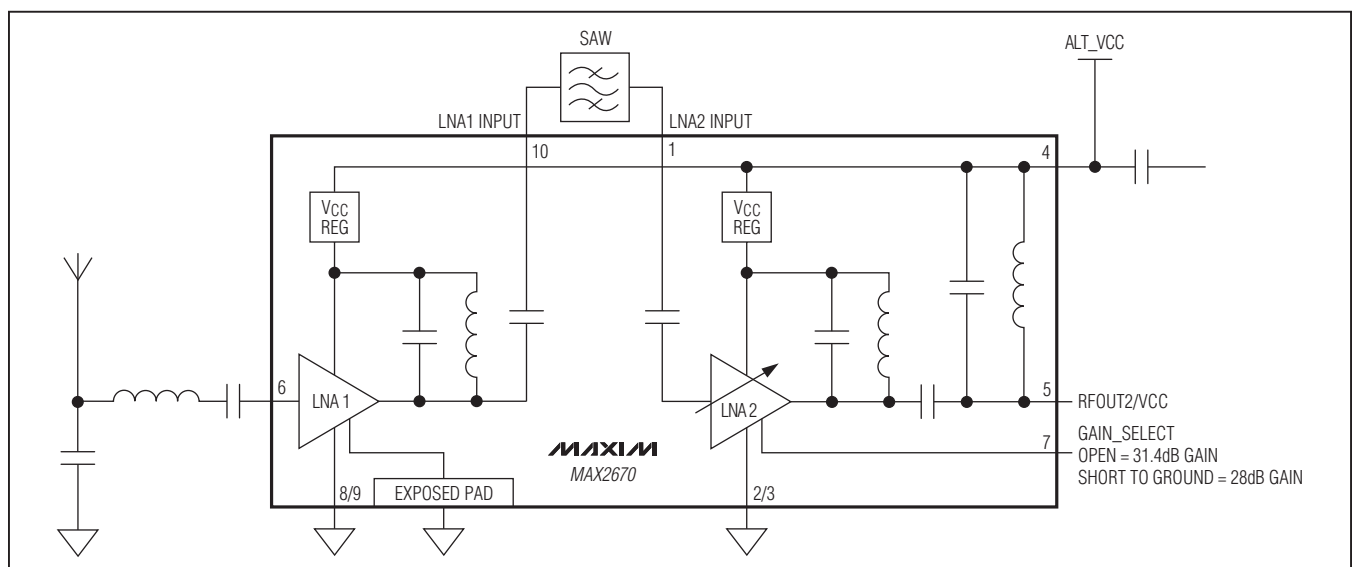 SAW
ALT_VCC
LNA1 INPUT
LNA2 INPUT
10
1
4
VCC
REG
VCC
REG
6
LNA 1
LNA 2
5
RFOUT2/VCC
7
GAIN_SELECT
OPEN = 31.4dB GAIN
SHORT TO GROUND = 28dB GAIN
MAXIM
MAX2670
8/9
EXPOSED PAD
2/3